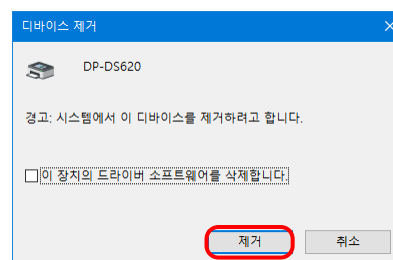 디바이스 제거
DP-DS620
경고: 시스템에서 이 디바이스를 제거하려고 합니다.
이 장치의 드라이버 소프트웨어를 삭제합니다.
제거
취소